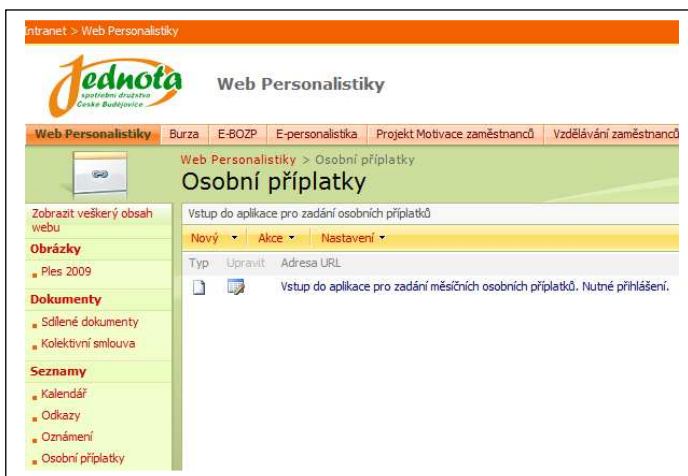 Intranet > Web Personalistiky
Jednota
spotřební družstvo
České Budějovice
Web Personalistiky
Web Personalistiky Burza E-BOZP E-personalistika Projekt Motivace zaměstnanců Vzdělávání zaměstnanců
Web Personalistiky > Osobní příplatky
Osobní příplatky
Zobrazit veškerý obsah webu
Vstup do aplikace pro zadání osobních příplatků
Nový Akce Nastavení
Typ Upravit Adresa URL
Vstup do aplikace pro zadání měsíčních osobních příplatků. Nutné přihlášení.
Obrázky
Ples 2009
Dokumenty
Sdílené dokumenty
Kolektivní smlouva
Seznamy
Kalendář
Odkazy
Oznámení
Osobní příplatky